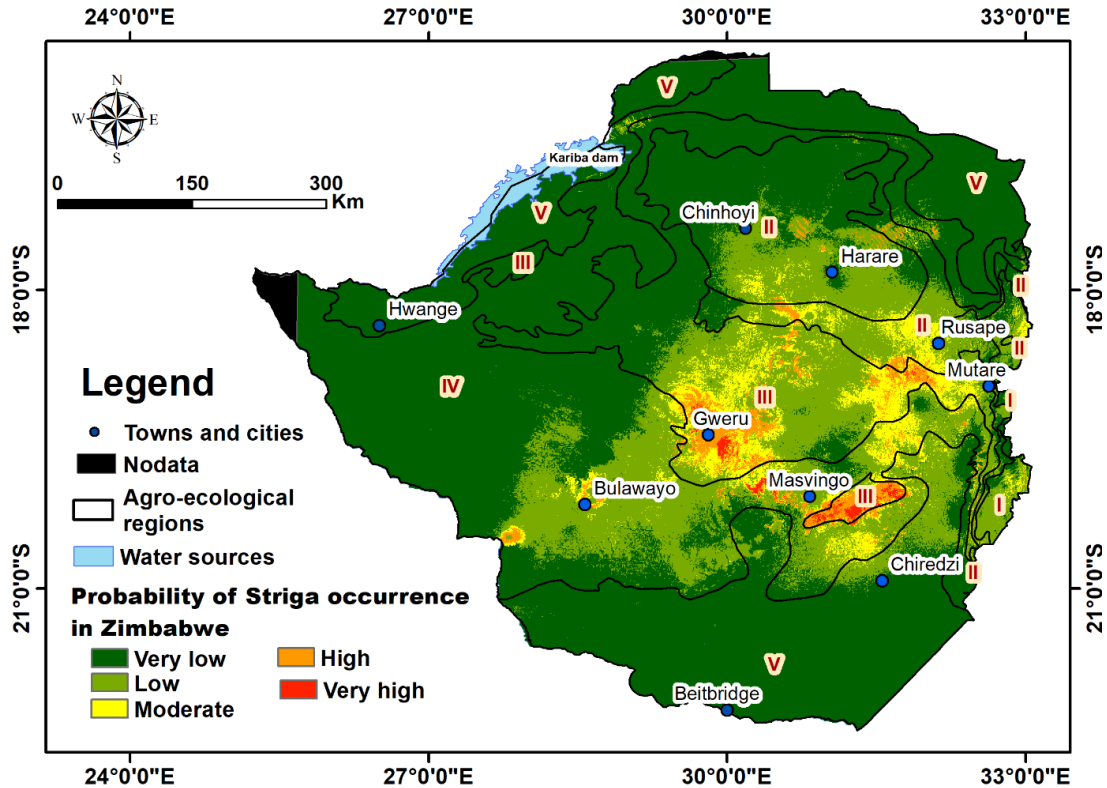 24°0'0"S 27°0'0"E 30°0'0"E 33°0'0"S
N
W E
S
0 150 300
Km
18°0'0"S
18°0'0"S
21°0'0"S
21°0'0"S
V
Kariba dam
V
V
Chinhoyi
II
III
Harare
II
Hwange
II
Rusape
II
Mutare
IV
III
I
Gweru
Bulawayo
Masvingo
III
I
Chiredzi
II
V
Beitbridge
Legend
Towns and cities
Nodata
Agro-ecological
regions
Water sources
Probability of Striga occurrence
in Zimbabwe
Very low
High
Low
Very high
Moderate
24°0'0"E 27°0'0"E 30°0'0"E 33°0'0"E